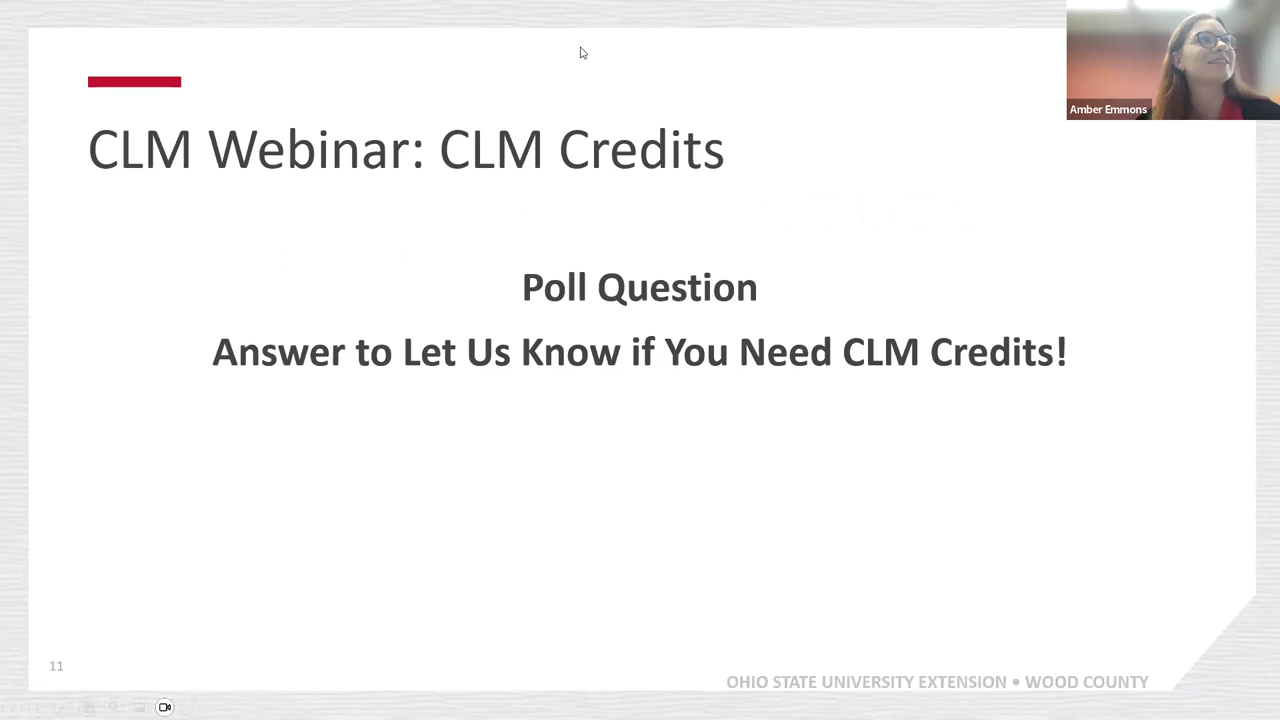 Amber Emmons
CLM Webinar: CLM Credits
Poll Question
Answer to Let Us Know if You Need CLM Credits!
11
OHIO STATE UNIVERSITY EXTENSION • WOOD COUNTY